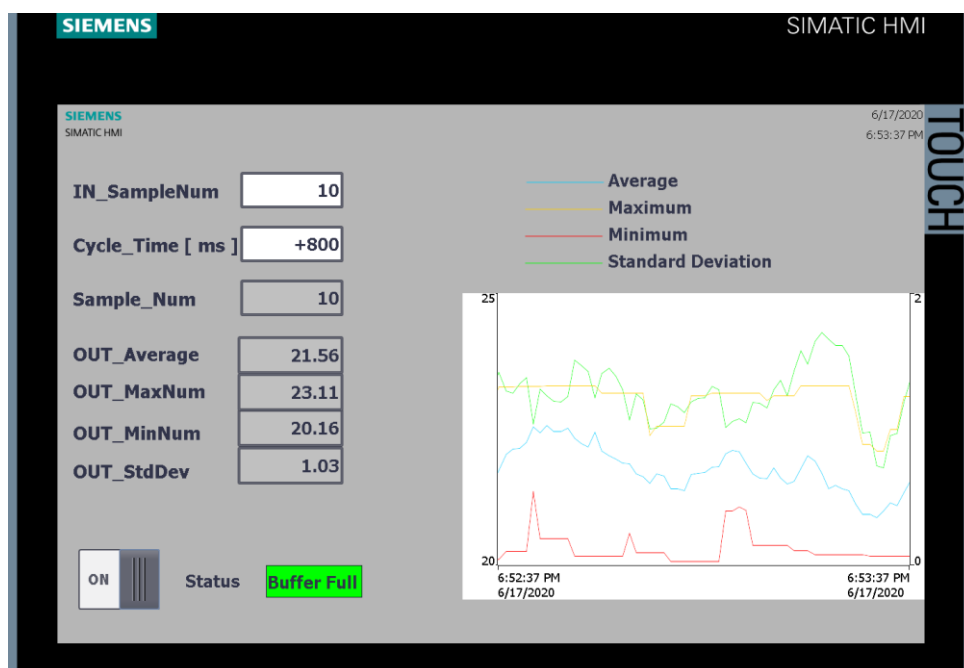 SIEMENS
SIMATIC HMI
TOUCH
SIEMENS
SIMATIC HMI
6/17/2020
6:53:37 PM
IN_SampleNum 10
Cycle_Time [ ms ] +800
Sample_Num 10
OUT_Average 21.56
OUT_MaxNum 23.11
OUT_MinNum 20.16
OUT_StdDev 1.03
ON
Status
Buffer Full
Average
Maximum
Minimum
Standard Deviation
25
2
20
0
6:52:37 PM
6/17/2020
6:53:37 PM
6/17/2020